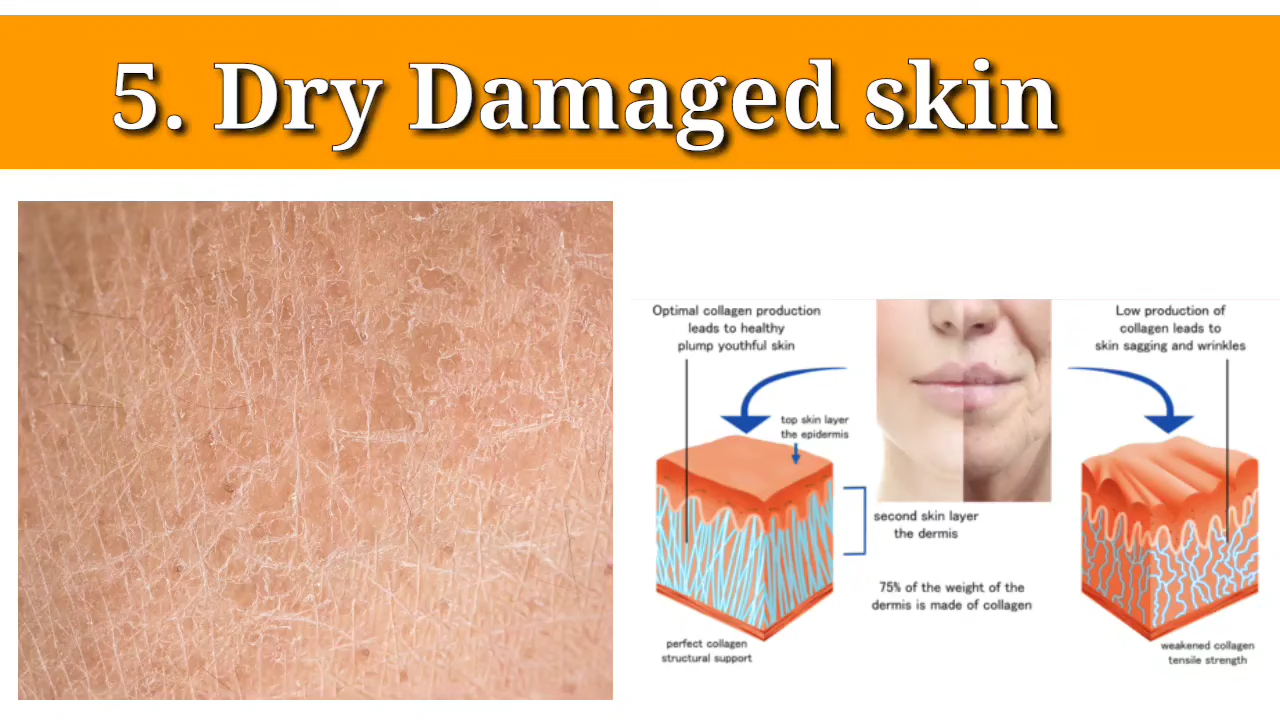 5. Dry Damaged skin
Optimal collagen production
leads to healthy
plump youthful skin
Low production of
collagen leads to
skin sagging and wrinkles
top skin layer
the epidermis
second skin layer
the dermis
75% of the weight of the
dermis is made of collagen
perfect collagen
structural support
weakened collagen
tensile strength